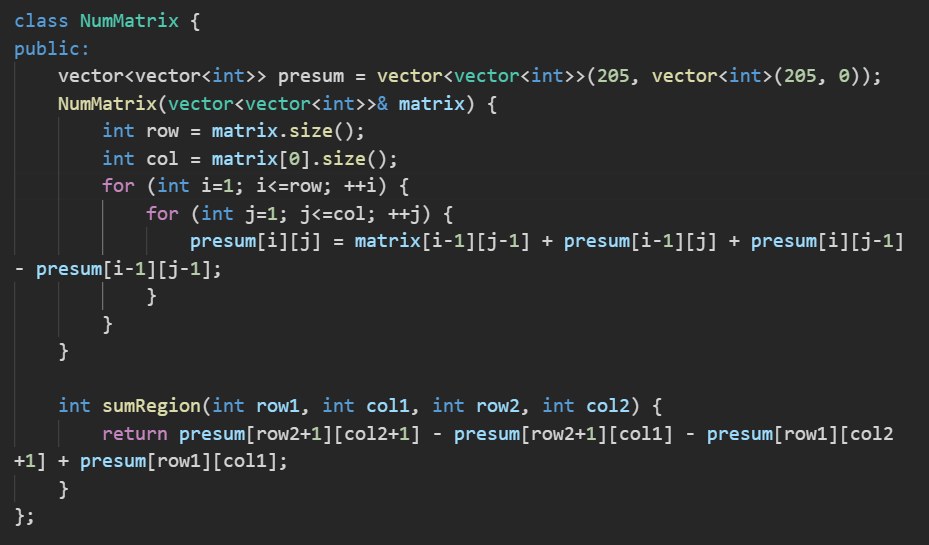 class NumMatrix {
public:
    vector<vector<int>> presum = vector<vector<int>>(205, vector<int>(205, 0));
    NumMatrix(vector<vector<int>>& matrix) {
        int row = matrix.size();
        int col = matrix[0].size();
        for (int i=1; i<=row; ++i) {
            for (int j=1; j<=col; ++j) {
                presum[i][j] = matrix[i-1][j-1] + presum[i-1][j] + presum[i][j-1]
- presum[i-1][j-1];
            }
        }
    }

    int sumRegion(int row1, int col1, int row2, int col2) {
        return presum[row2+1][col2+1] - presum[row2+1][col1] - presum[row1][col2
+1] + presum[row1][col1];
    }
};